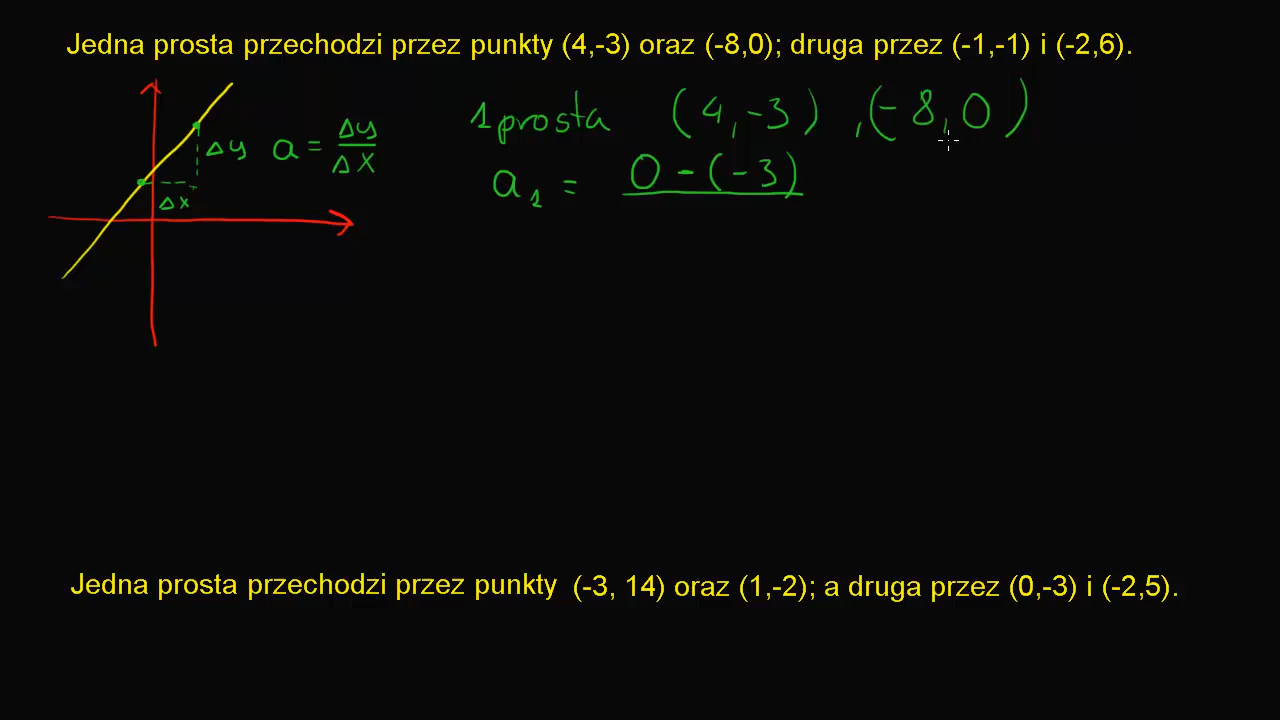 Jedna prosta przechodzi przez punkty (4,-3) oraz (-8,0); druga przez (-1,-1) i (-2,6).
1 prosta (4,-3) ,(-8,0)
Δy a = Δy/Δx
a₁ = 0-(-3)
Δx
Jedna prosta przechodzi przez punkty (-3, 14) oraz (1,-2); a druga przez (0,-3) i (-2,5).